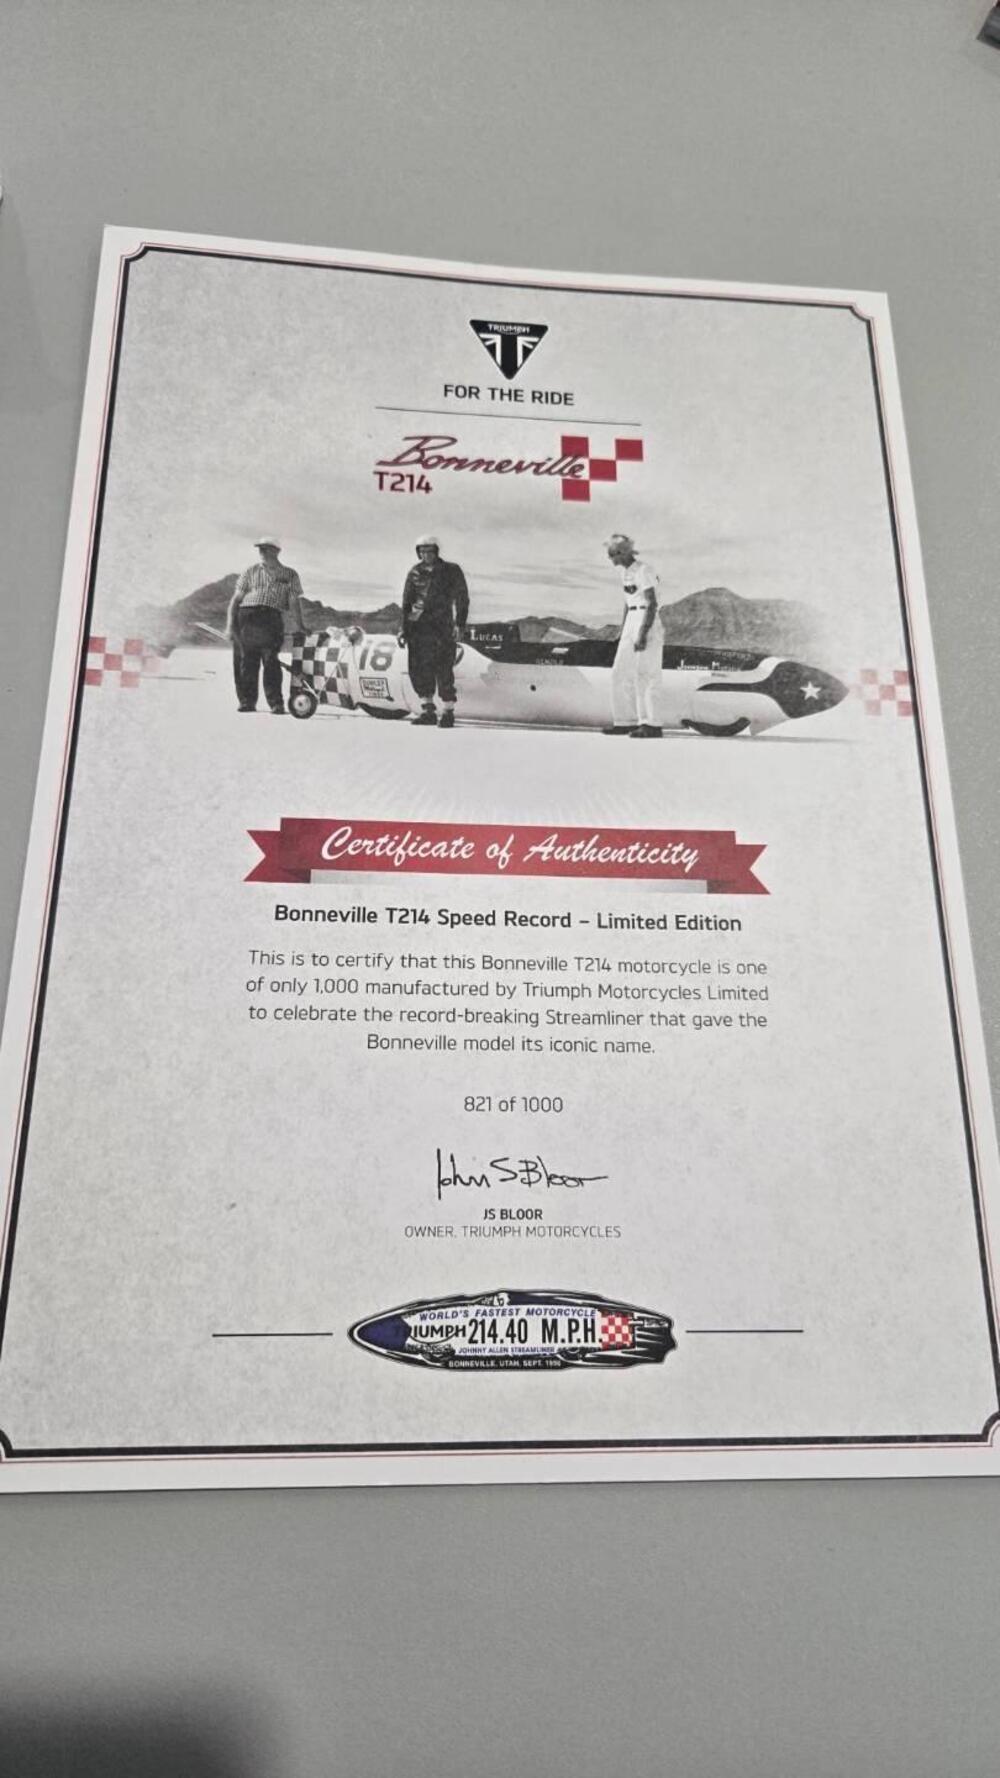 TRIUMPH
FOR THE RIDE
Bonneville
T214
LUCAS
18
DUNLOP
Certificate of Authenticity
Bonneville T214 Speed Record – Limited Edition
This is to certify that this Bonneville T214 motorcycle is one
of only 1,000 manufactured by Triumph Motorcycles Limited
to celebrate the record-breaking Streamliner that gave the
Bonneville model its iconic name.
821 of 1000
John S Bloor
JS BLOOR
OWNER, TRIUMPH MOTORCYCLES
WORLD'S FASTEST MOTORCYCLE
TRIUMPH 214.40 M.P.H.
JOHNNY ALLEN STREAMLINER
BONNEVILLE, UTAH, SEPT. 1956